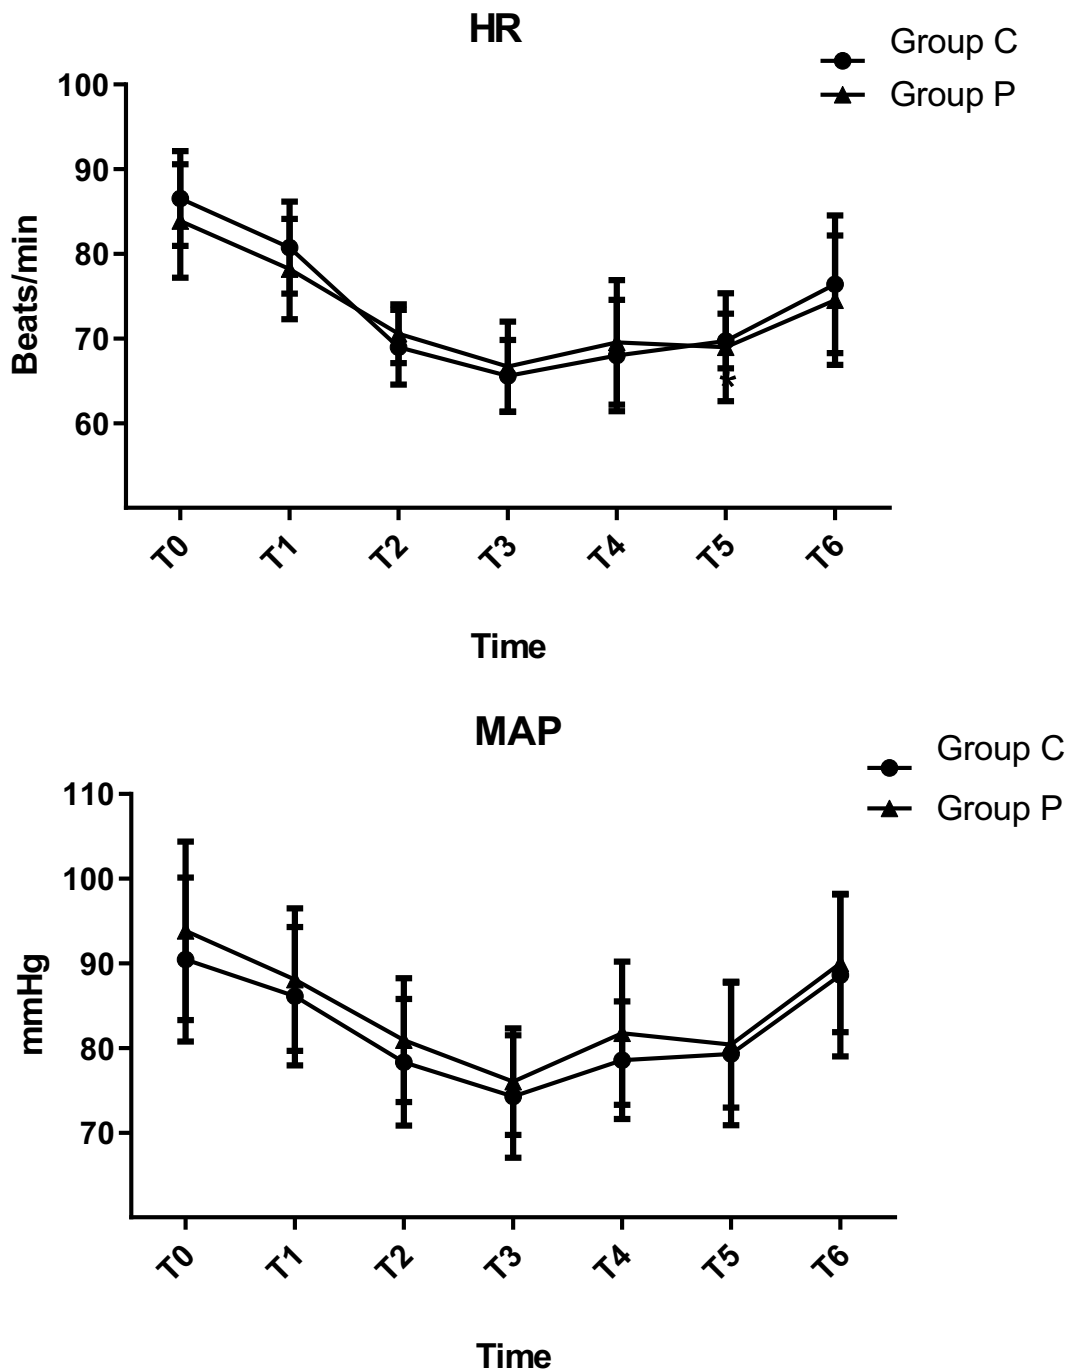 HR
Group C
Group P
100
90
80
70
60
Beats/min
T0
T1
T2
T3
T4
T5
T6
*
Time
MAP
Group C
Group P
110
100
90
80
70
mmHg
T0
T1
T2
T3
T4
T5
T6
Time